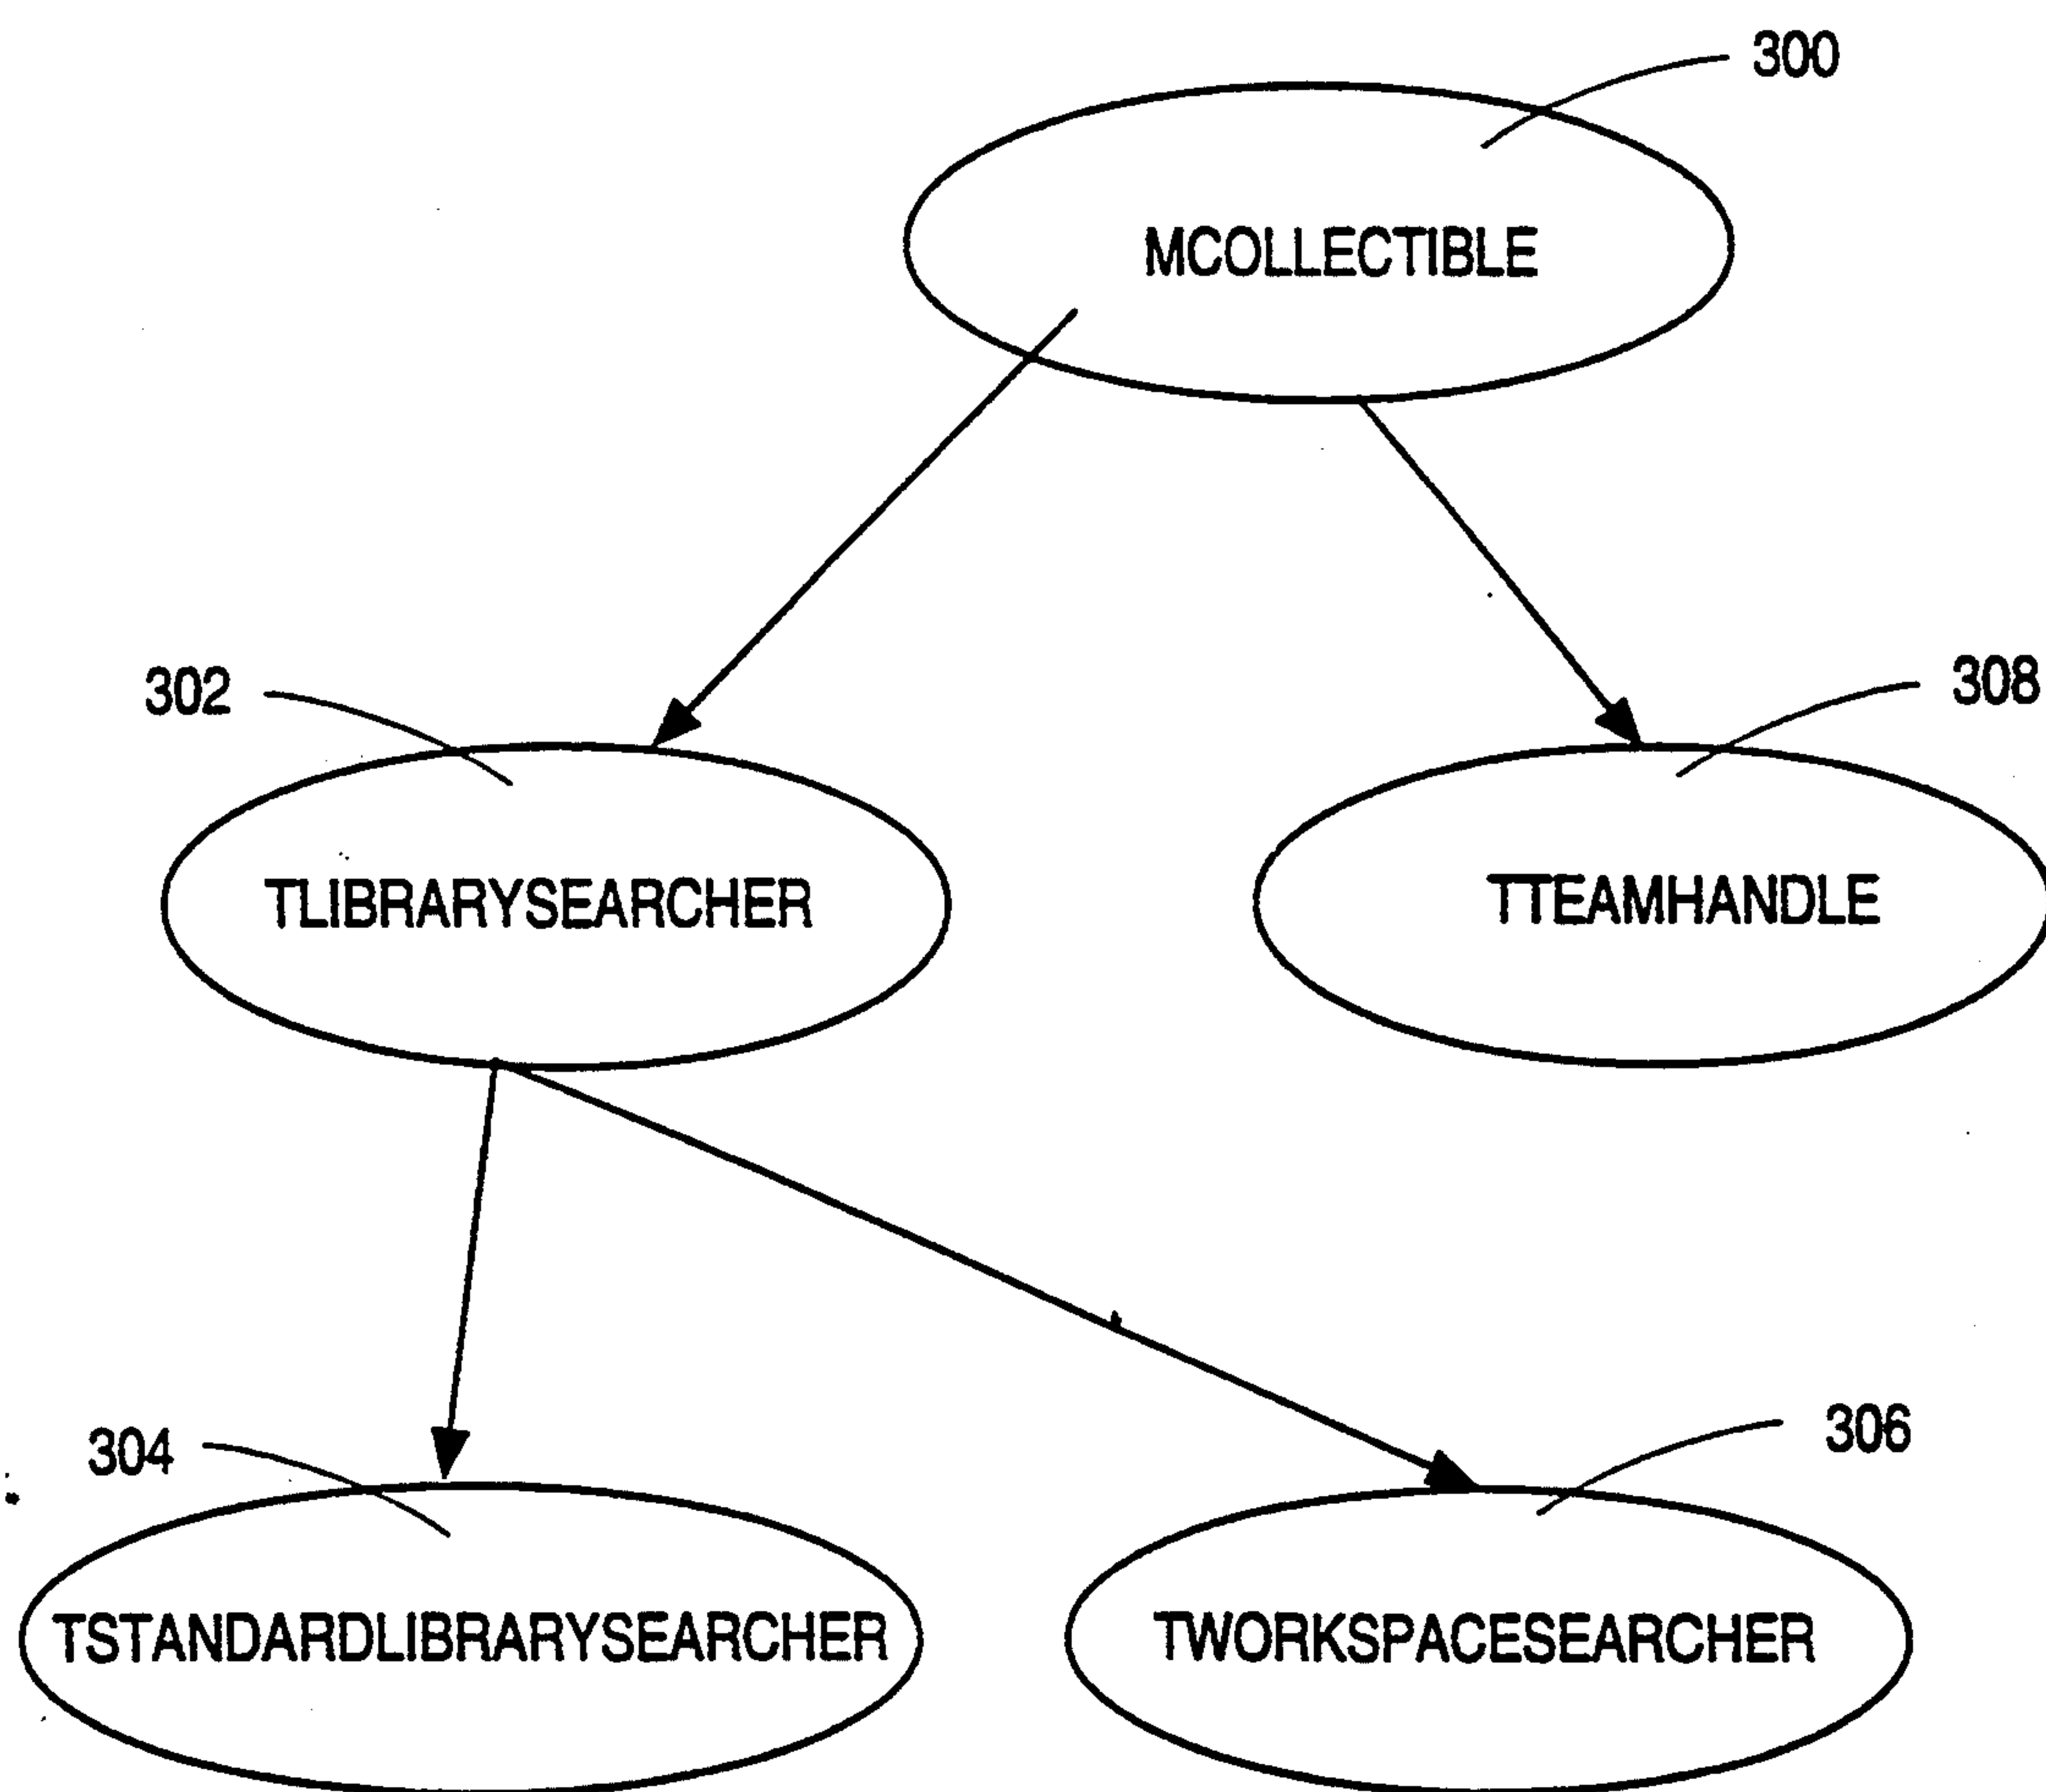 300
MCOLLECTIBLE
302
308
TLIBRARYSEARCHER
TTEAMHANDLE
304
306
TSTANDARDLIBRARYSEARCHER
TWORKSPACESEARCHER